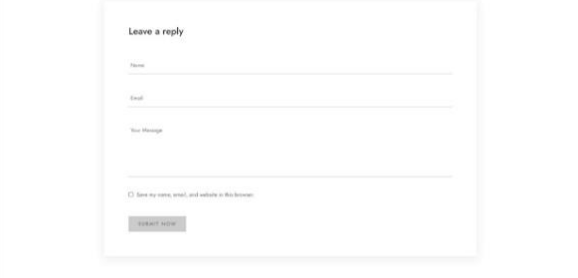 Leave a reply
Name
Email
Your Message
Save my name, email, and website in this browser.
SUBMIT NOW